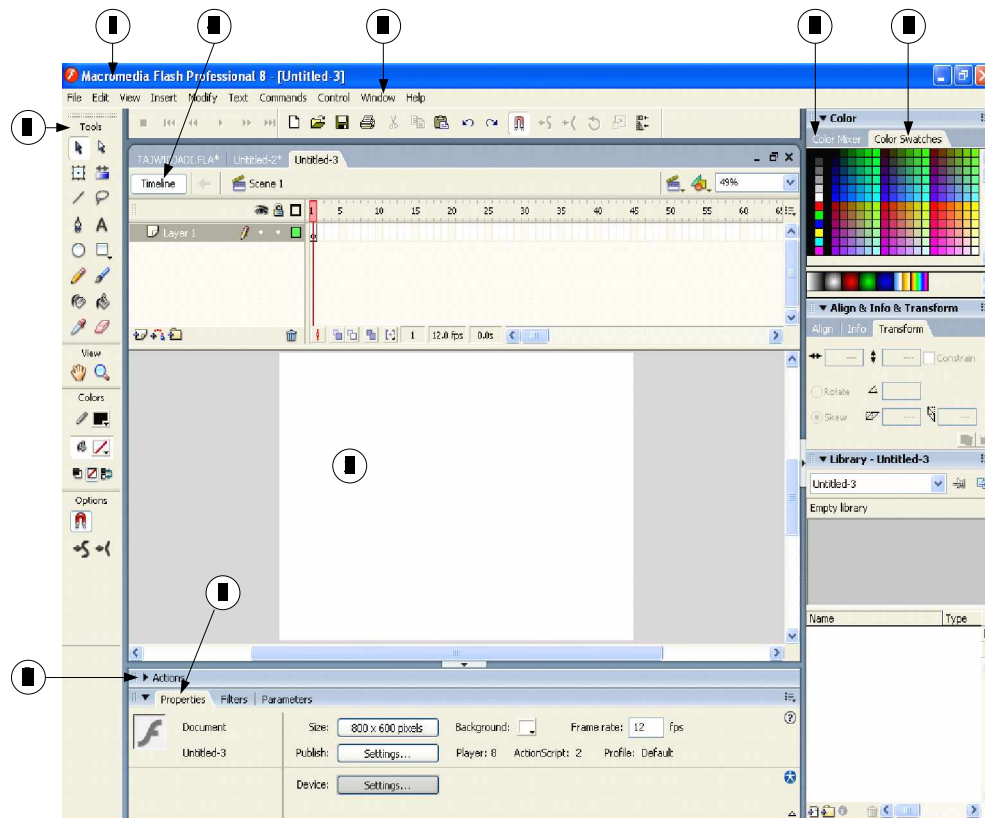 Macromedia Flash Professional 8 - [Untitled-3]
File Edit View Insert Modify Text Commands Control Window Help
Tools
View
Colors
Options
TAJWIDJADI.FLA* Untitled-2* Untitled-3
Timeline Scene 1 49%
1 5 10 15 20 25 30 35 40 45 50 55 60 65
Layer 1
1 12.0 fps 0.0s
Color
Color Mixer Color Swatches
Align & Info & Transform
Align Info Transform
Constrain
Rotate
Skew
Library - Untitled-3
Untitled-3
Empty library
Name Type
Actions
Properties Filters Parameters
Document Size: 800 x 600 pixels Background: Frame rate: 12 fps
Untitled-3 Publish: Settings... Player: 8 ActionScript: 2 Profile: Default
Device: Settings...